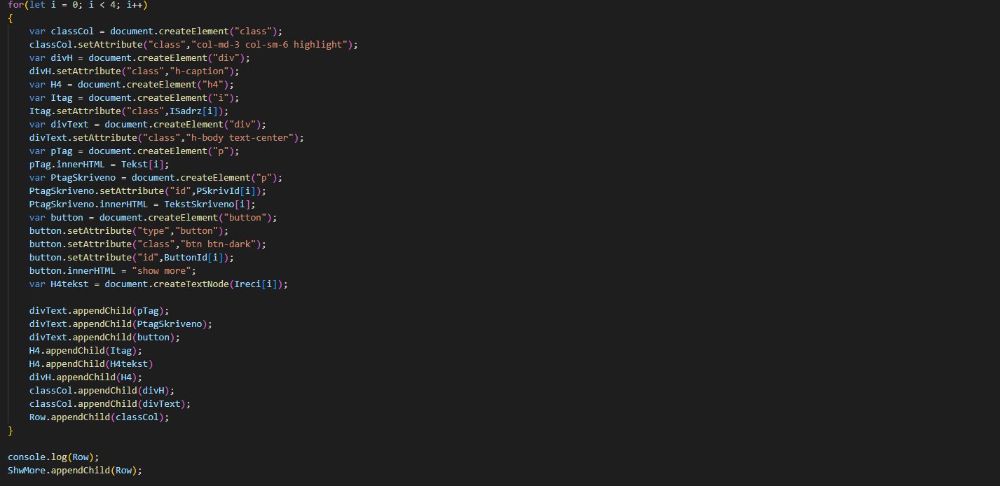 for(let i = 0; i < 4; i++)
{
    var classCol = document.createElement("class");
    classCol.setAttribute("class","col-md-3 col-sm-6 highlight");
    var divH = document.createElement("div");
    divH.setAttribute("class","h-caption");
    var H4 = document.createElement("h4");
    var Itag = document.createElement("i");
    Itag.setAttribute("class",ISadrz[i]);
    var divText = document.createElement("div");
    divText.setAttribute("class","h-body text-center");
    var pTag = document.createElement("p");
    pTag.innerHTML = Tekst[i];
    var PtagSkriveno = document.createElement("p");
    PtagSkriveno.setAttribute("id",PSkrivId[i]);
    PtagSkriveno.innerHTML = TekstSkriveno[i];
    var button = document.createElement("button");
    button.setAttribute("type","button");
    button.setAttribute("class","btn btn-dark");
    button.setAttribute("id",ButtonId[i]);
    button.innerHTML = "show more";
    var H4tekst = document.createTextNode(Ireci[i]);

    divText.appendChild(pTag);
    divText.appendChild(PtagSkriveno);
    divText.appendChild(button);
    H4.appendChild(Itag);
    H4.appendChild(H4tekst)
    divH.appendChild(H4);
    classCol.appendChild(divH);
    classCol.appendChild(divText);
    Row.appendChild(classCol);
}

console.log(Row);
ShwMore.appendChild(Row);